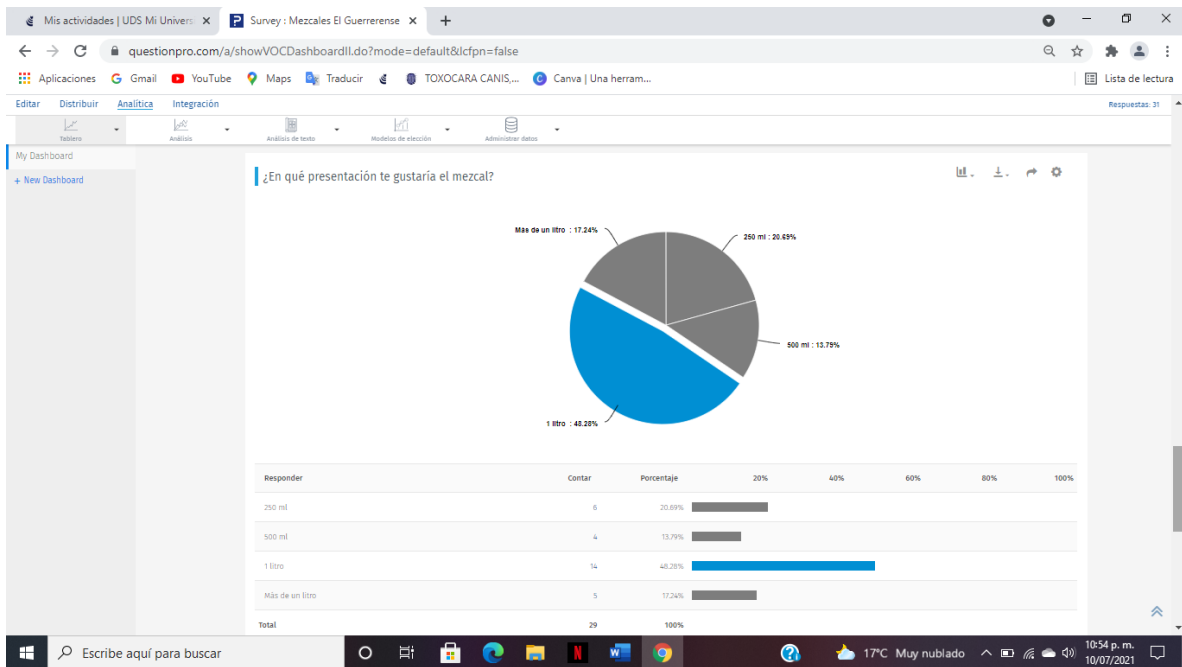 Mis actividades | UDS Mi Universi
Survey : Mezcales El Guerrerense
questionpro.com/a/showVOCDashboardII.do?mode=default&lcfpn=false
Aplicaciones Gmail YouTube Maps Traducir TOXOCARA CANIS,... Canva | Una herram... Lista de lectura
Editar Distribuir Analítica Integración Respuestas: 31
Tablero Análisis Análisis de texto Modelos de elección Administrar datos
My Dashboard
+ New Dashboard
¿En qué presentación te gustaría el mezcal?
Más de un litro : 17.24%
250 ml : 20.69%
500 ml : 13.79%
1 litro : 48.28%
Responder Contar Porcentaje 20% 40% 60% 80% 100%
250 ml 6 20.69%
500 ml 4 13.79%
1 litro 14 48.28%
Más de un litro 5 17.24%
Total 29 100%
Escribe aquí para buscar
17°C Muy nublado
10:54 p. m.
10/07/2021